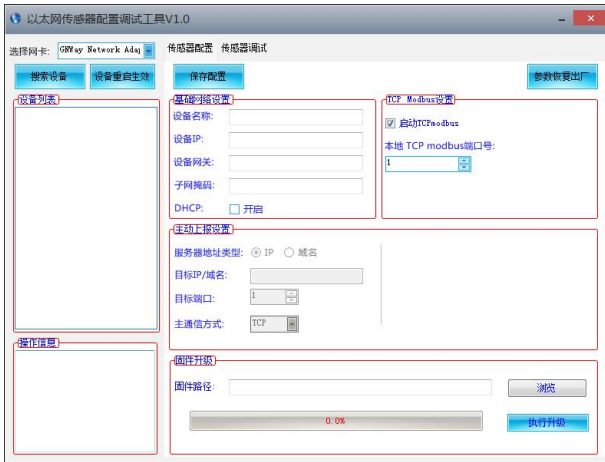 以太网传感器配置调试工具V1.0
选择网卡: GNWay Network Adap
传感器配置 传感器调试
搜索设备 设备重启生效 保存配置 参数恢复出厂
设备列表
基础网络设置
设备名称:
设备IP:
设备网关:
子网掩码:
DHCP: 开启
TCP Modbus设置
启动TCPmodbus
本地 TCP modbus端口号:
1
主动上报设置
服务器地址类型: IP 域名
目标IP/域名:
目标端口: 1
主通信方式: TCP
操作信息
固件升级
固件路径: 浏览
0.0% 执行升级